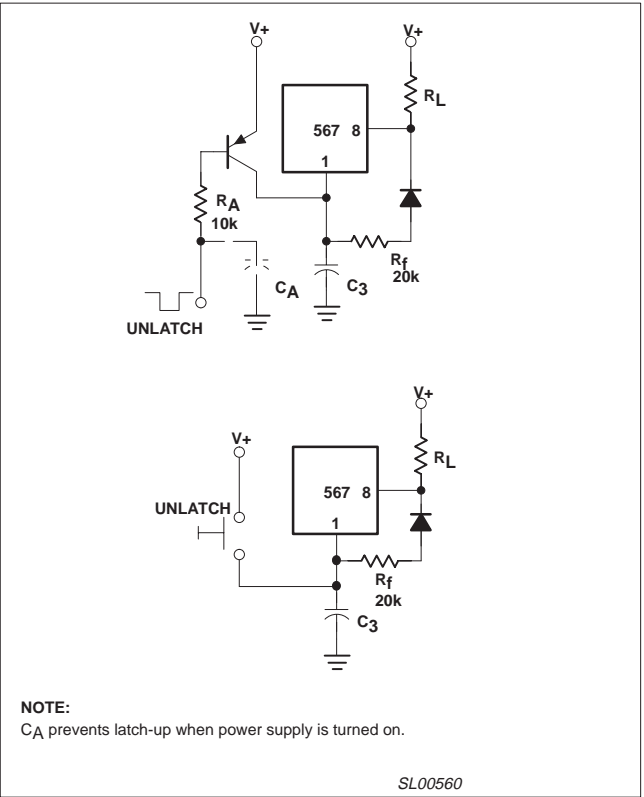 V+
V+
RL
567 8
1
RA
10k
Rf
20k
CA
C3
UNLATCH
V+
V+
RL
567 8
UNLATCH
1
Rf
20k
C3
NOTE:
CA prevents latch-up when power supply is turned on.
SL00560